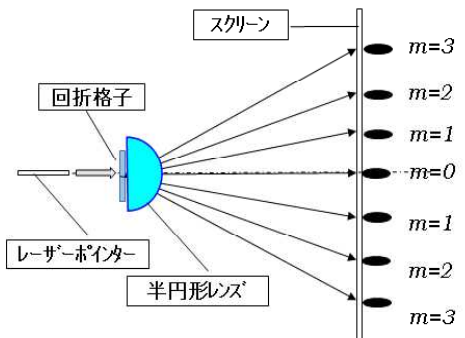 スクリーン
m=3
m=2
回折格子
m=1
m=0
m=1
レーザーポインター
m=2
半円形レンズ
m=3